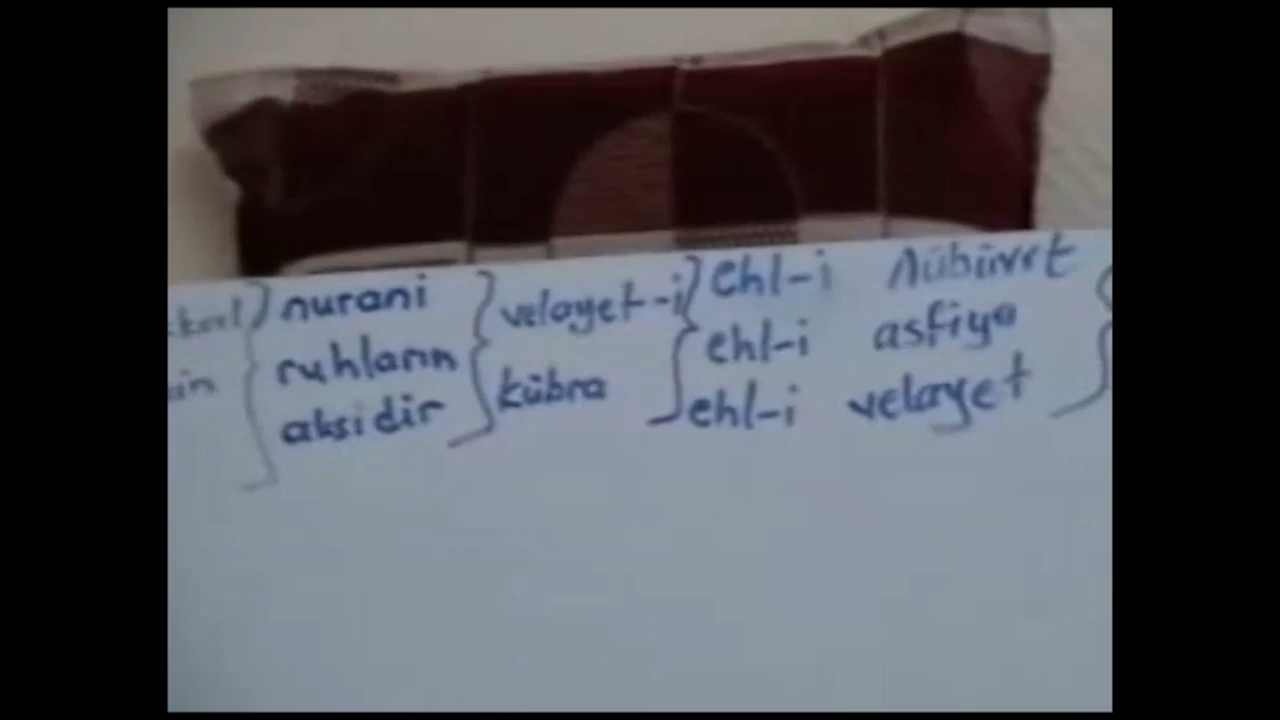 nurani velayet-i ehl-i nübüvvet
ruhların kübra ehl-i asfiya
aksidir ehl-i velayet